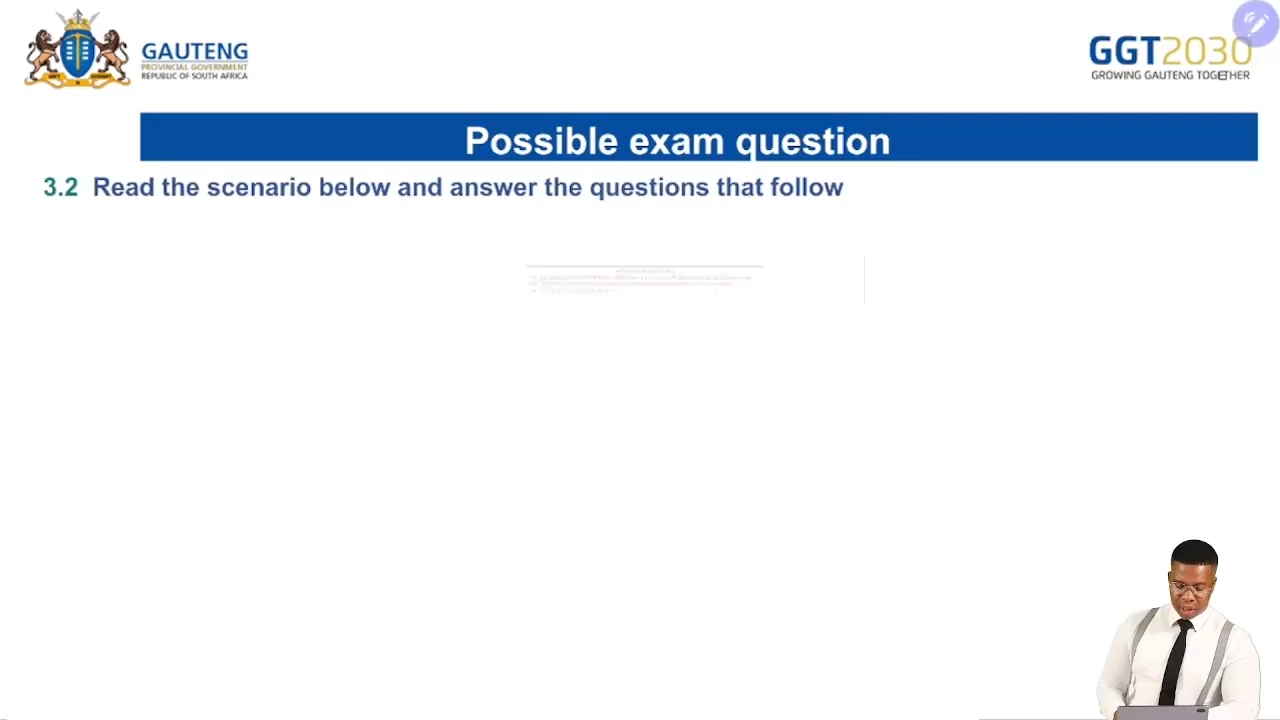 GAUTENG
PROVINCIAL GOVERNMENT
REPUBLIC OF SOUTH AFRICA
GGT2030
GROWING GAUTENG TOGETHER
Possible exam question
3.2 Read the scenario below and answer the questions that follow